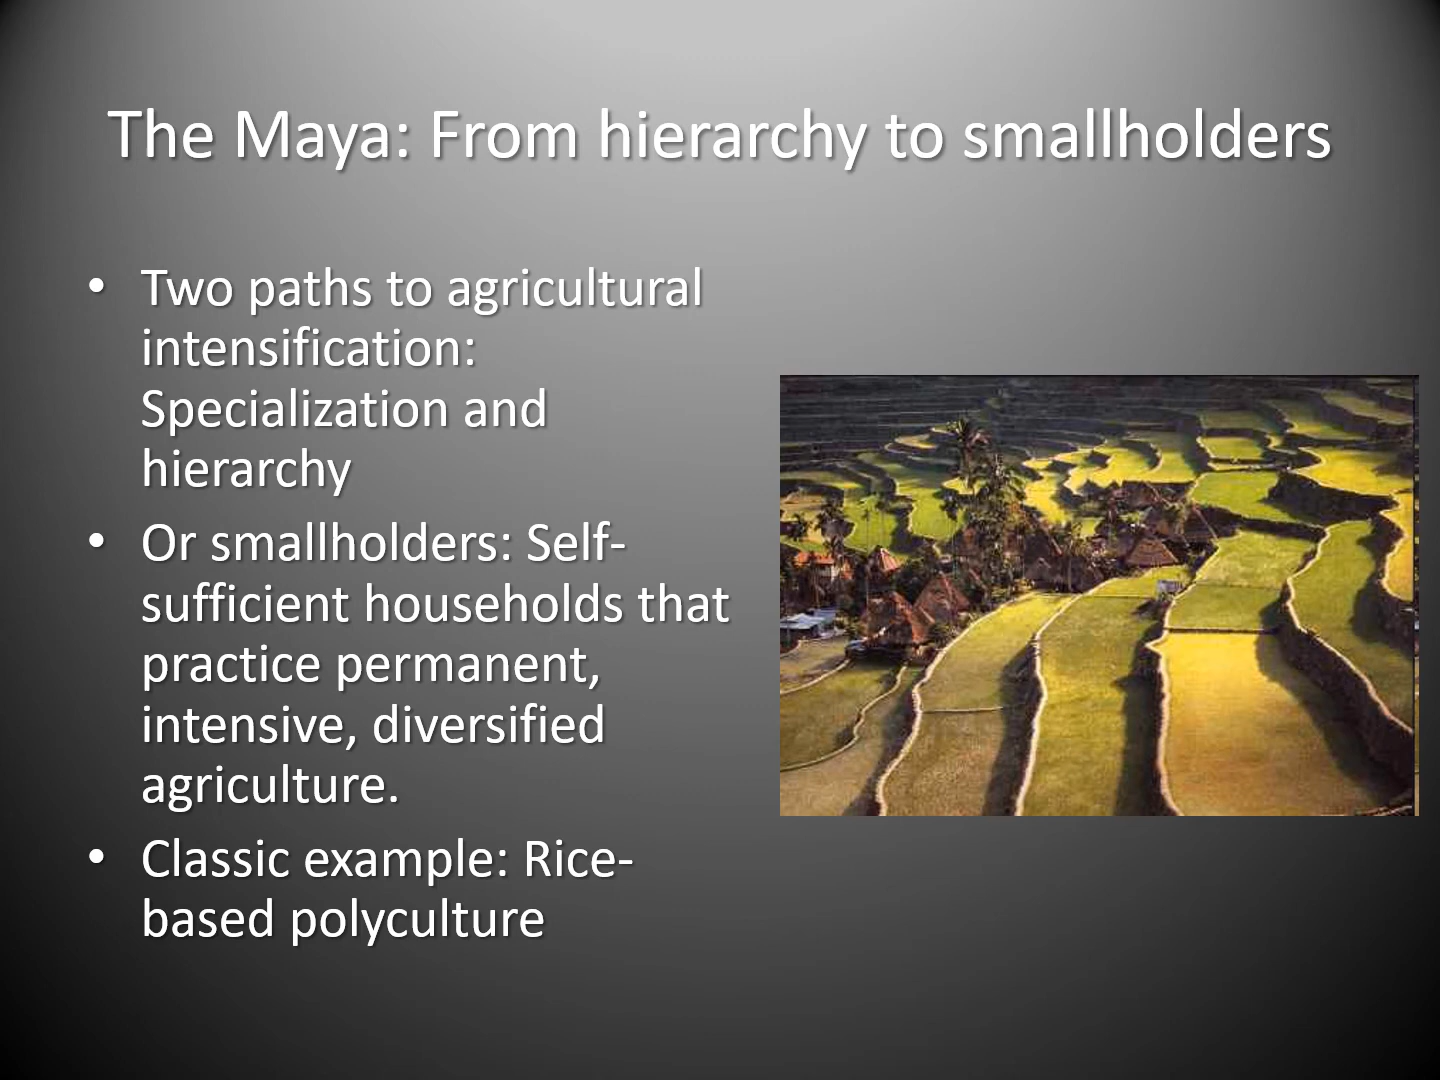 The Maya: From hierarchy to smallholders
• Two paths to agricultural
intensification:
Specialization and
hierarchy
• Or smallholders: Self-
sufficient households that
practice permanent,
intensive, diversified
agriculture.
• Classic example: Rice-
based polyculture